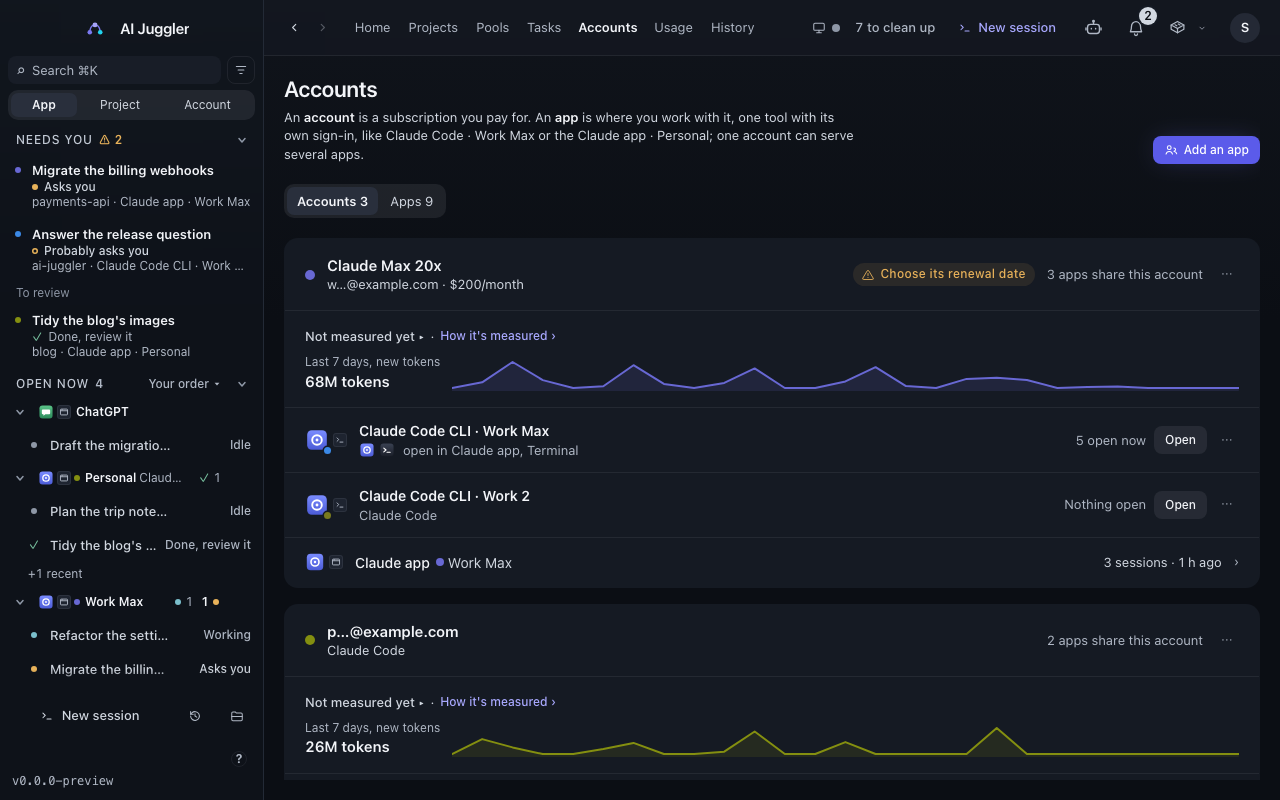 AI Juggler
Search ⌘K
App Project Account
NEEDS YOU 2
Migrate the billing webhooks
Asks you
payments-api · Claude app · Work Max
Answer the release question
Probably asks you
ai-juggler · Claude Code CLI · Work ...
To review
Tidy the blog's images
Done, review it
blog · Claude app · Personal
OPEN NOW 4 Your order
ChatGPT
Draft the migratio... Idle
Personal Claud... 1
Plan the trip note... Idle
Tidy the blog's ... Done, review it
+1 recent
Work Max 1 1
Refactor the setti... Working
Migrate the billin... Asks you
New session
?
v0.0.0-preview
Home Projects Pools Tasks Accounts Usage History 7 to clean up New session 2 S
Accounts
An account is a subscription you pay for. An app is where you work with it, one tool with its
own sign-in, like Claude Code · Work Max or the Claude app · Personal; one account can serve
several apps.
Add an app
Accounts 3 Apps 9
Claude Max 20x
w...@example.com · $200/month
Choose its renewal date 3 apps share this account ...
Not measured yet ▸ · How it's measured ›
Last 7 days, new tokens
68M tokens
Claude Code CLI · Work Max
open in Claude app, Terminal
5 open now Open ...
Claude Code CLI · Work 2
Claude Code
Nothing open Open ...
Claude app Work Max 3 sessions · 1 h ago ›
p...@example.com
Claude Code
2 apps share this account ...
Not measured yet ▸ · How it's measured ›
Last 7 days, new tokens
26M tokens